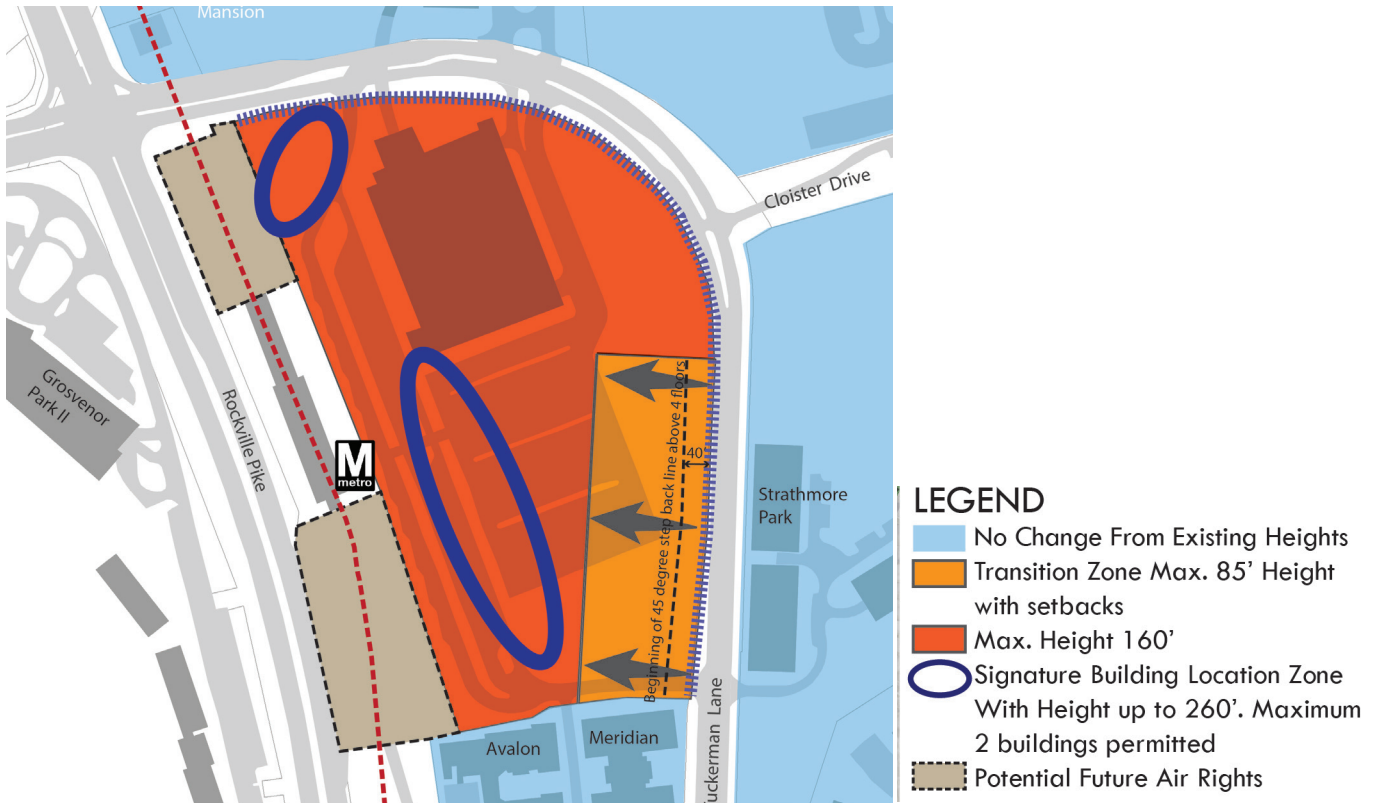 Mansion
Cloister Drive
Grosvenor
Park II
Rockville Pike
M
metro
Beginning of 45 degree step back line above 4 floors
40'
Strathmore
Park
Avalon
Meridian
uckerman Lane
LEGEND
No Change From Existing Heights
Transition Zone Max. 85’ Height
with setbacks
Max. Height 160’
Signature Building Location Zone
With Height up to 260’. Maximum
2 buildings permitted
Potential Future Air Rights